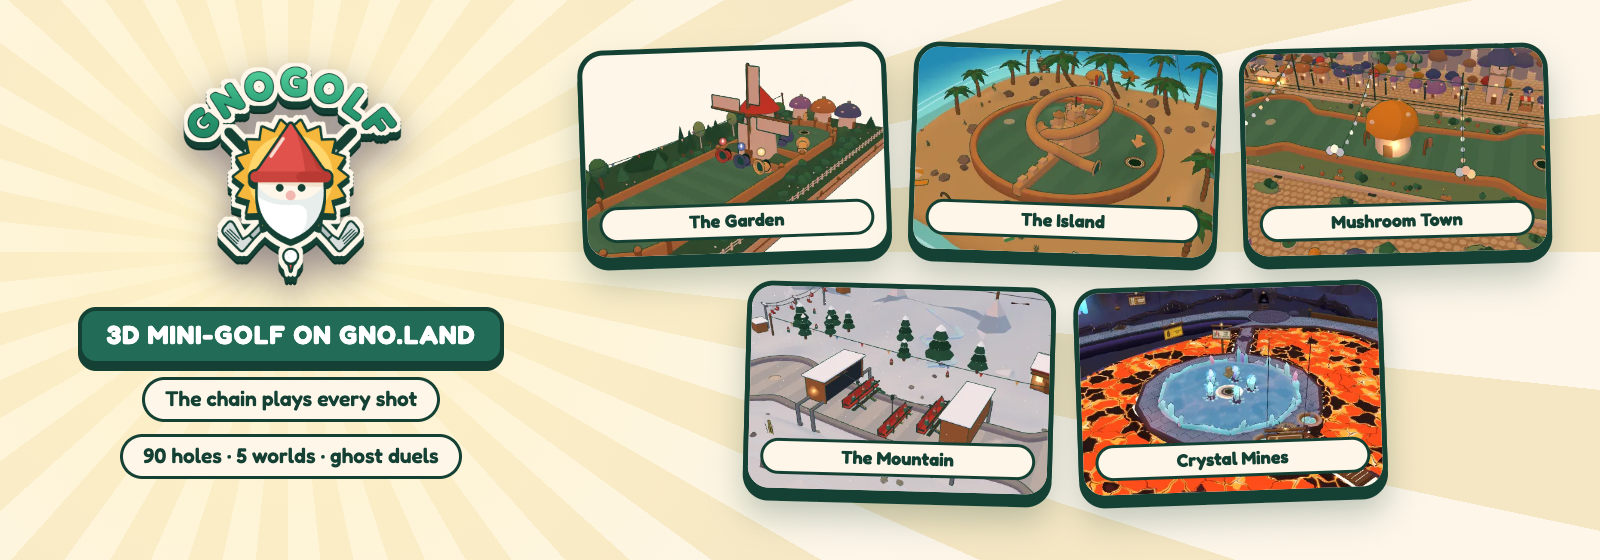 GNOGOLF
3D MINI-GOLF ON GNO.LAND
The chain plays every shot
90 holes · 5 worlds · ghost duels
The Garden
The Island
Mushroom Town
The Mountain
Crystal Mines